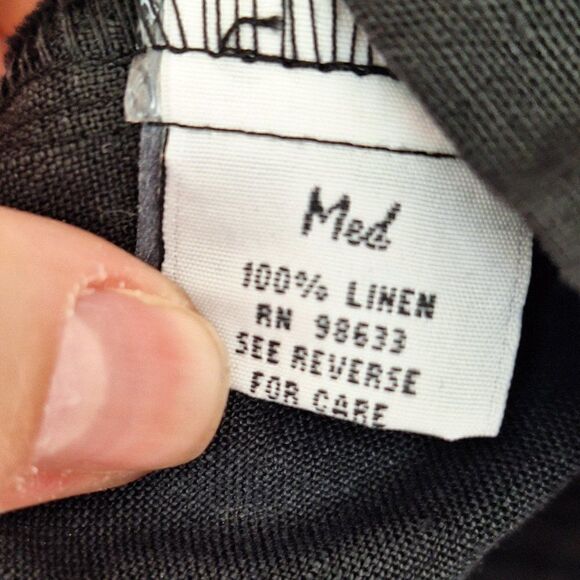 Med
100% LINEN
RN 98633
SEE REVERSE
FOR CARE